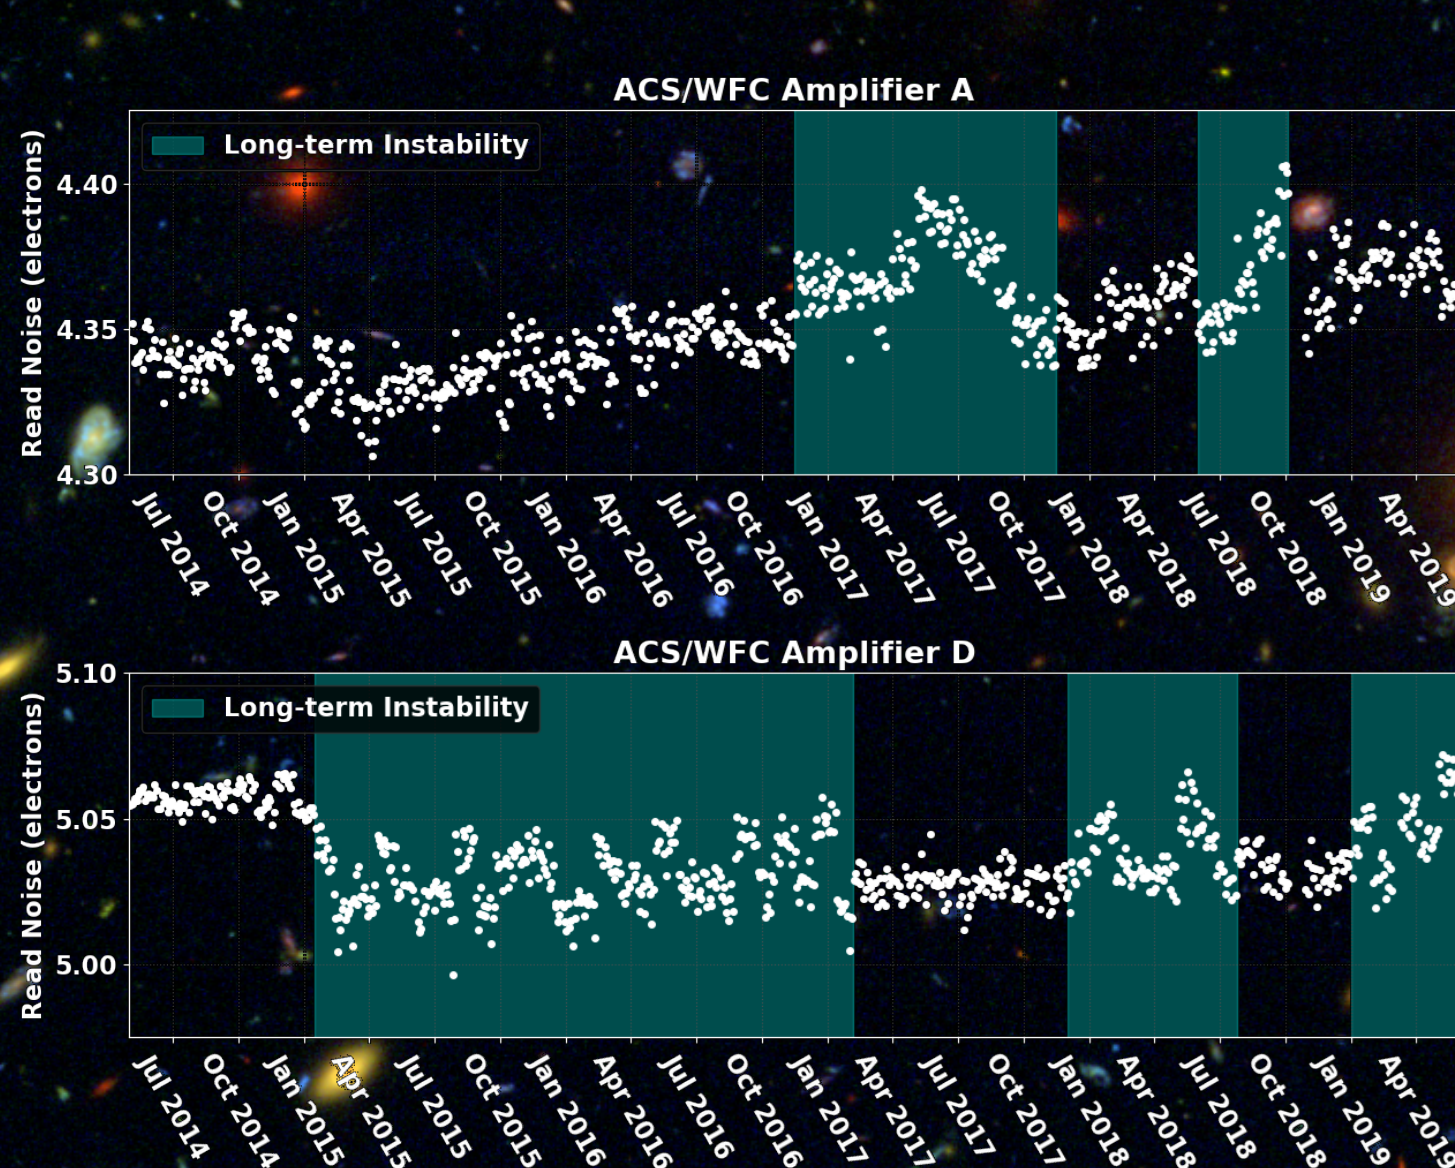 ACS/WFC Amplifier A
Long-term Instability
Read Noise (electrons)
4.40
4.35
4.30
Jul 2014
Oct 2014
Jan 2015
Apr 2015
Jul 2015
Oct 2015
Jan 2016
Apr 2016
Jul 2016
Oct 2016
Jan 2017
Apr 2017
Jul 2017
Oct 2017
Jan 2018
Apr 2018
Jul 2018
Oct 2018
Jan 2019
Apr 2019
ACS/WFC Amplifier D
Long-term Instability
Read Noise (electrons)
5.10
5.05
5.00
Jul 2014
Oct 2014
Jan 2015
Apr 2015
Jul 2015
Oct 2015
Jan 2016
Apr 2016
Jul 2016
Oct 2016
Jan 2017
Apr 2017
Jul 2017
Oct 2017
Jan 2018
Apr 2018
Jul 2018
Oct 2018
Jan 2019
Apr 2019